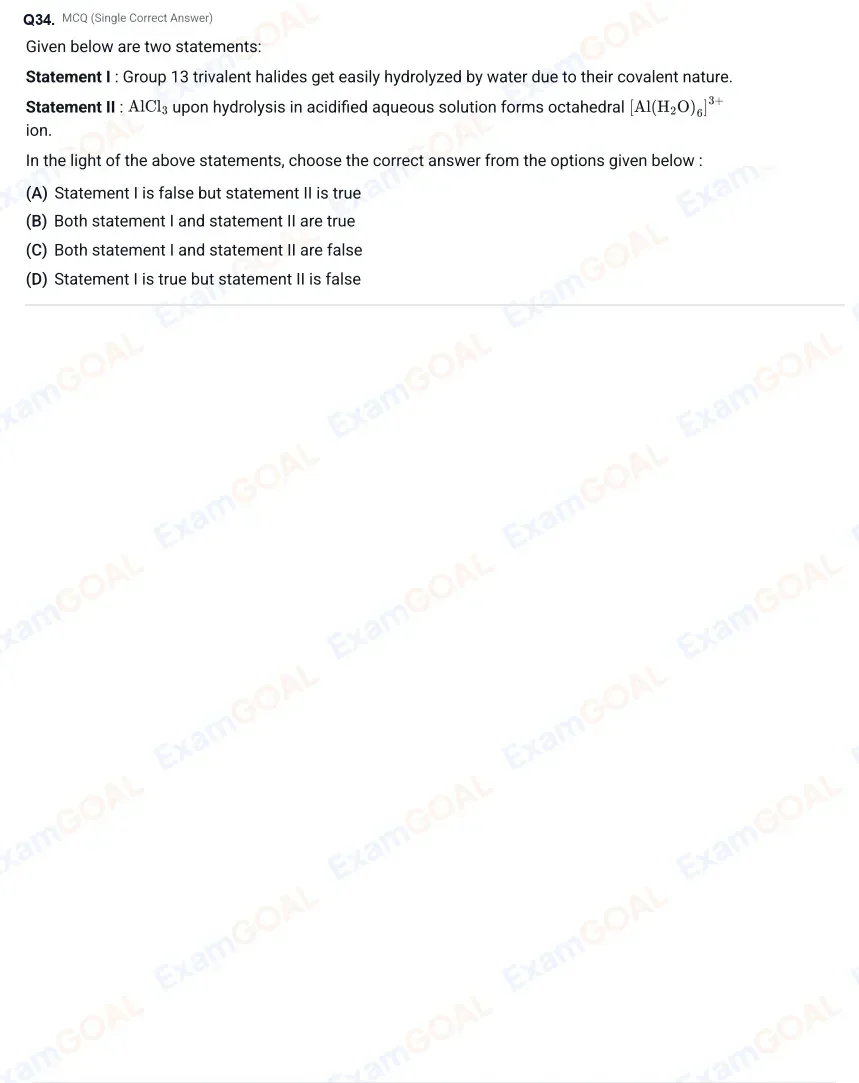 Q34. MCQ (Single Correct Answer)
Given below are two statements:
Statement I : Group 13 trivalent halides get easily hydrolyzed by water due to their covalent nature.
Statement II : AlCl₃ upon hydrolysis in acidified aqueous solution forms octahedral [Al(H₂O)₆]³⁺
ion.
In the light of the above statements, choose the correct answer from the options given below :
(A) Statement I is false but statement II is true
(B) Both statement I and statement II are true
(C) Both statement I and statement II are false
(D) Statement I is true but statement II is false
ExamGOAL